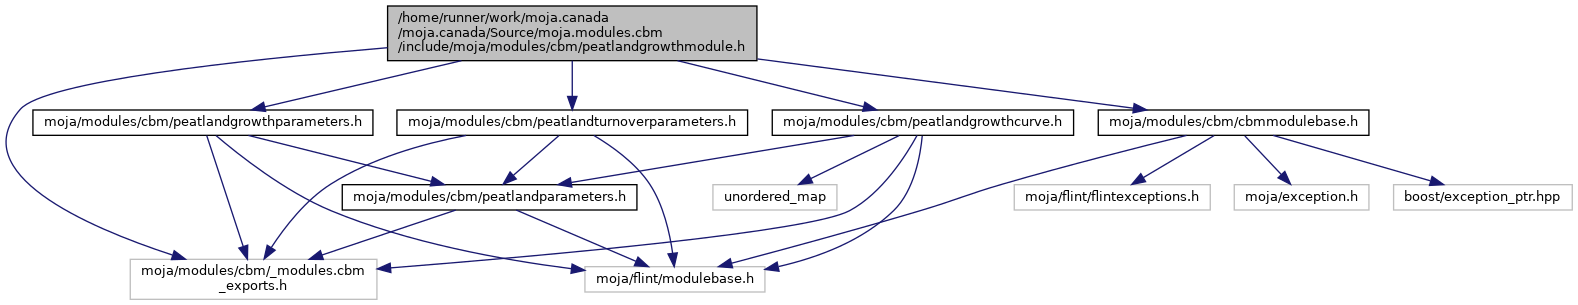 /home/runner/work/moja.canada
/moja.canada/Source/moja.modules.cbm
/include/moja/modules/cbm/peatlandgrowthmodule.h
moja/modules/cbm/peatlandgrowthparameters.h
moja/modules/cbm/peatlandturnoverparameters.h
moja/modules/cbm/peatlandgrowthcurve.h
moja/modules/cbm/cbmmodulebase.h
moja/modules/cbm/peatlandparameters.h
unordered_map
moja/flint/flintexceptions.h
moja/exception.h
boost/exception_ptr.hpp
moja/modules/cbm/_modules.cbm
_exports.h
moja/flint/modulebase.h